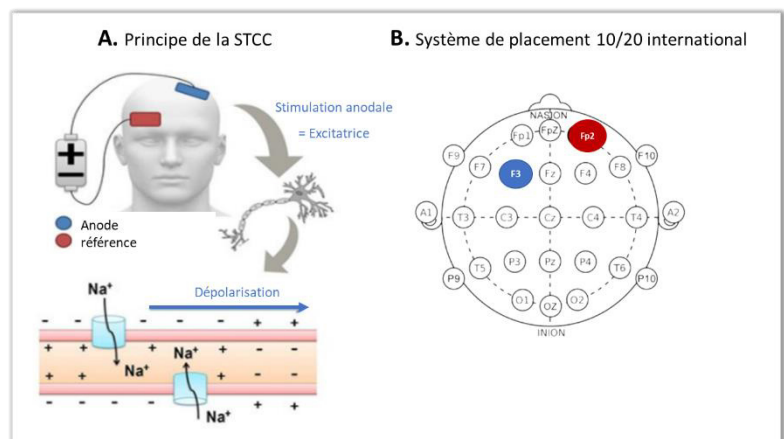 A. Principe de la STCC
B. Système de placement 10/20 international
Stimulation anodale
= Excitatrice
+
−
Anode
référence
Na⁺
Dépolarisation
- - - - - + +
+ + + + + - -
+ + Na⁺ + - -
- - - - + +
Na⁺
NASION
Fp1 FpZ Fp2
F9 F10
F7 F3 Fz F4 F8
A1 T3 C3 Cz C4 T4 A2
P9 T5 P3 Pz P4 T6 P10
O1 OZ O2
INION